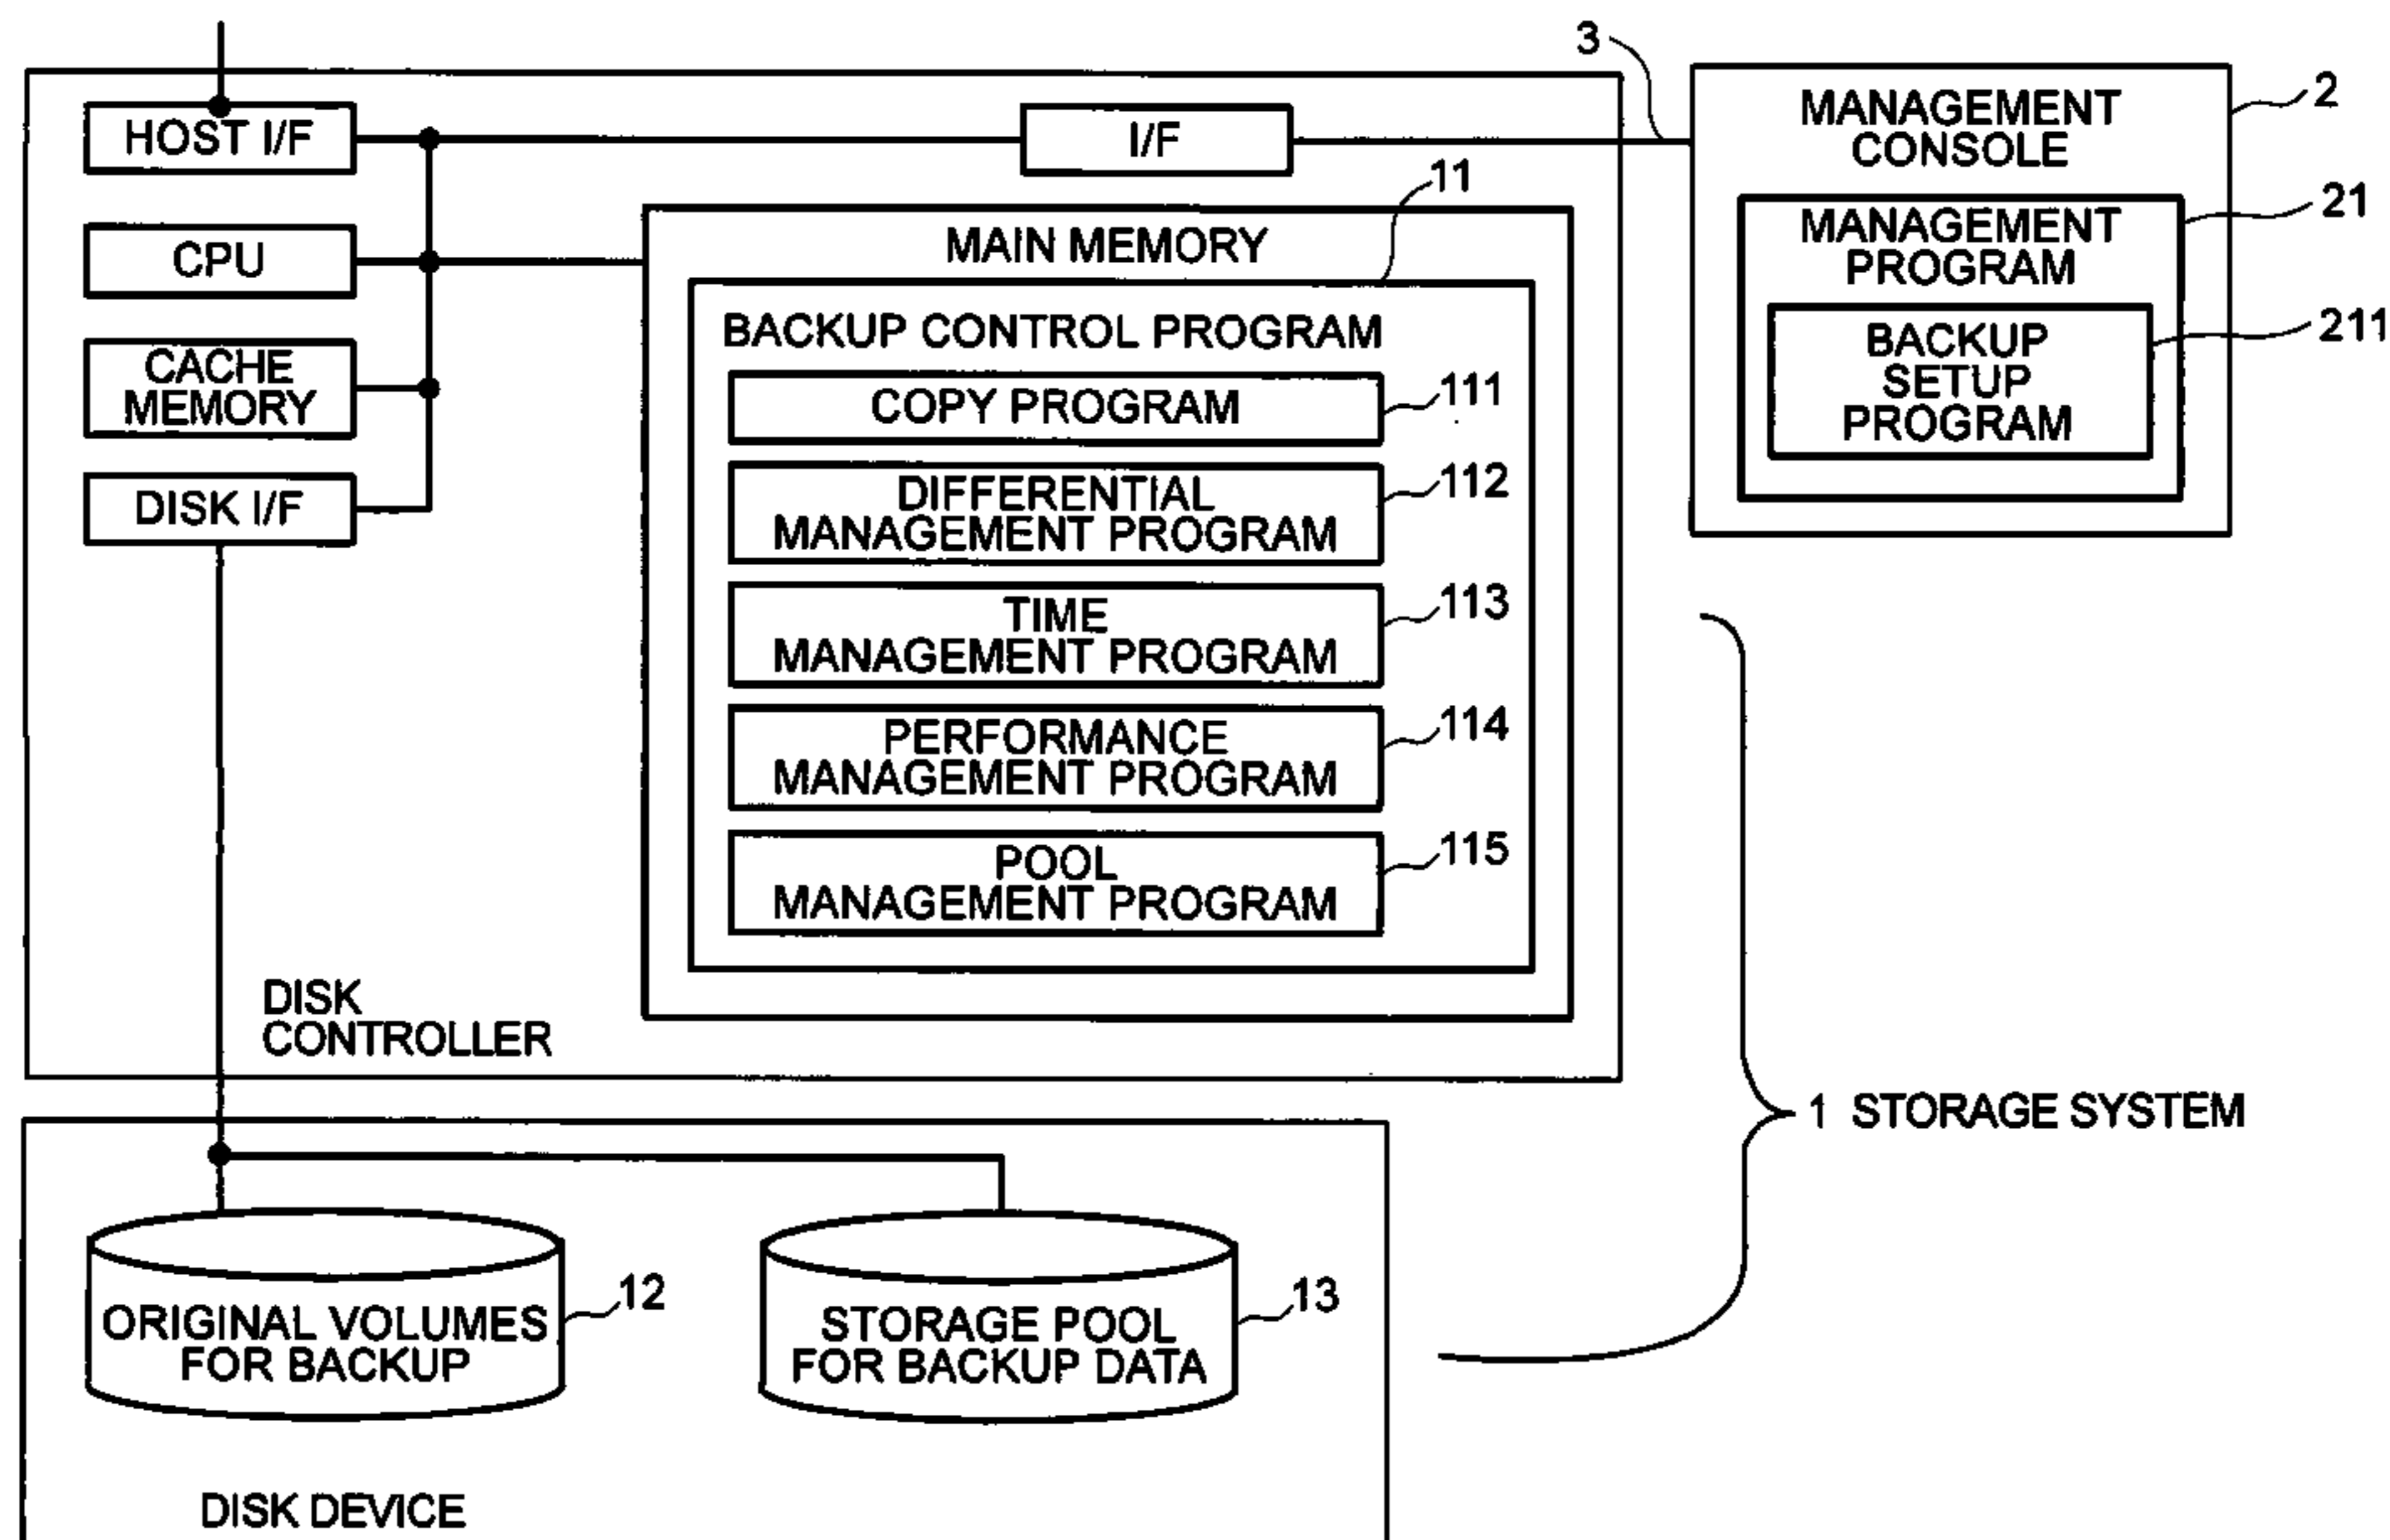 3
HOST I/F
I/F
MANAGEMENT
CONSOLE
2
CPU
11
MAIN MEMORY
MANAGEMENT
PROGRAM
21
CACHE
MEMORY
BACKUP CONTROL PROGRAM
BACKUP
SETUP
PROGRAM
211
COPY PROGRAM
111
DISK I/F
DIFFERENTIAL
MANAGEMENT PROGRAM
112
TIME
MANAGEMENT PROGRAM
113
PERFORMANCE
MANAGEMENT PROGRAM
114
POOL
MANAGEMENT PROGRAM
115
DISK
CONTROLLER
1 STORAGE SYSTEM
ORIGINAL VOLUMES
FOR BACKUP
12
STORAGE POOL
FOR BACKUP DATA
13
DISK DEVICE